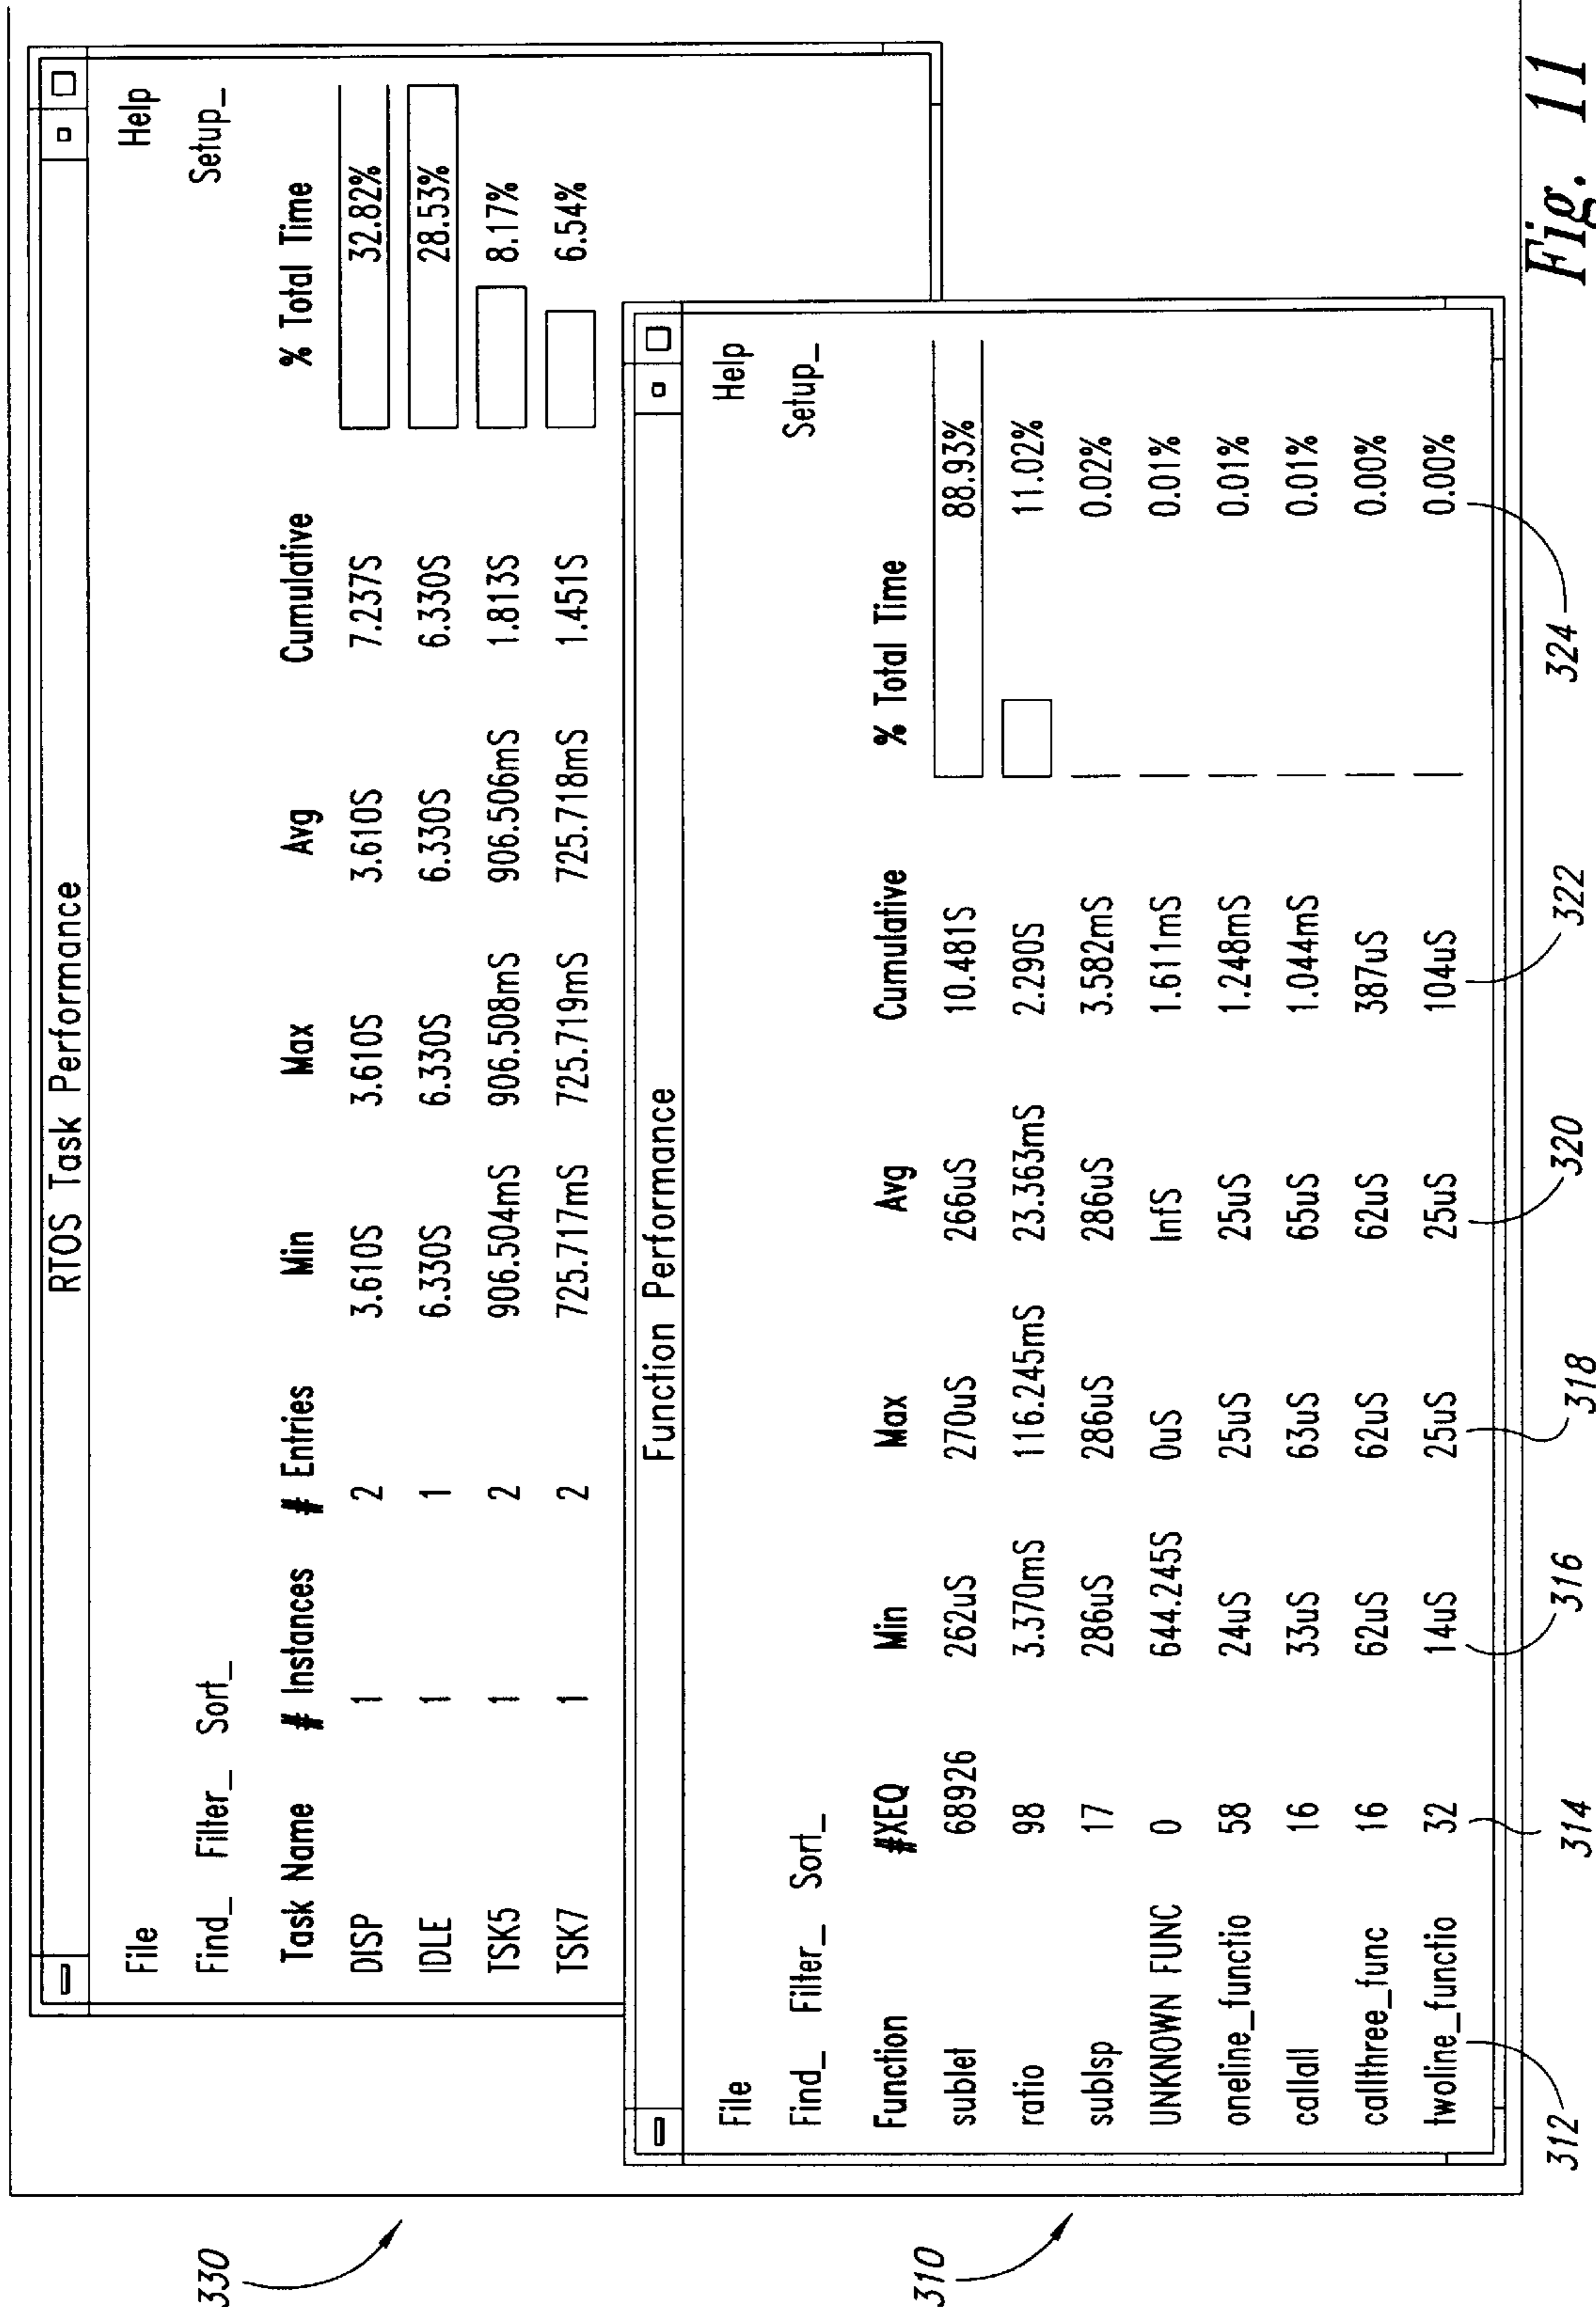 330
RTOS Task Performance
File Help
Find_ Filter_ Sort_ Setup_
Task Name # Instances # Entries Min Max Avg Cumulative % Total Time
DISP 1 2 3.610S 3.610S 3.610S 7.237S 32.82%
IDLE 1 1 6.330S 6.330S 6.330S 6.330S 28.53%
TSK5 1 2 906.504mS 906.508mS 906.506mS 1.813S 8.17%
TSK7 1 2 725.717mS 725.719mS 725.718mS 1.451S 6.54%
310
Function Performance
File Help
Find_ Filter_ Sort_ Setup_
Function #XEQ Min Max Avg Cumulative % Total Time
sublet 68926 262uS 270uS 266uS 10.481S 88.93%
ratio 98 3.370mS 116.245mS 23.363mS 2.290S 11.02%
sublsp 17 286uS 286uS 286uS 3.582mS 0.02%
UNKNOWN FUNC 0 644.245S 0uS InfS 1.611mS 0.01%
oneline_functio 58 24uS 25uS 25uS 1.248mS 0.01%
callall 16 33uS 63uS 65uS 1.044mS 0.01%
callthree_func 16 62uS 62uS 62uS 387uS 0.00%
twoline_functio 32 14uS 25uS 25uS 104uS 0.00%
312 314 316 318 320 322 324
Fig. 11